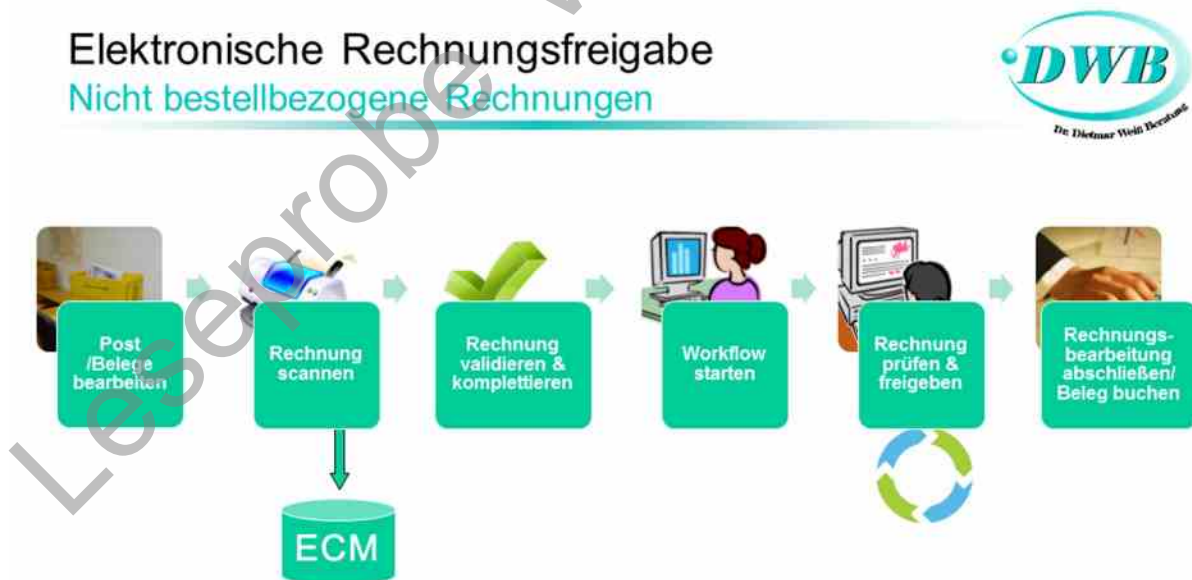 Elektronische Rechnungsfreigabe
Nicht bestellbezogene Rechnungen
DWB
Dr. Dietmar Weiß Beratung
Leseprobe
Post
/Belege
bearbeiten
Rechnung
scannen
Rechnung
validieren &
komplettieren
Workflow
starten
Rechnung
prüfen &
freigeben
Rechnungs-
bearbeitung
abschließen/
Beleg buchen
ECM